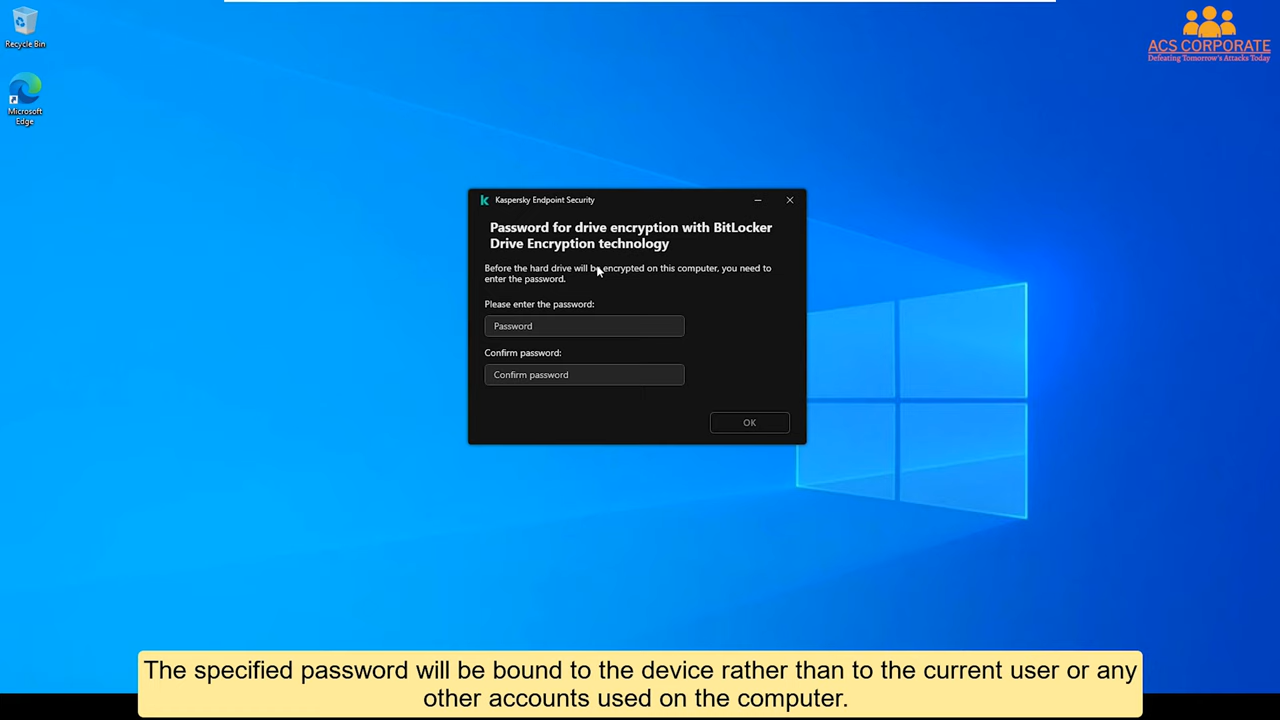 Recycle Bin
Microsoft
Edge
ACS CORPORATE
Defeating Tomorrow's Attacks Today
Kaspersky Endpoint Security
Password for drive encryption with BitLocker
Drive Encryption technology
Before the hard drive will be encrypted on this computer, you need to
enter the password.
Please enter the password:
Password
Confirm password:
Confirm password
OK
The specified password will be bound to the device rather than to the current user or any
other accounts used on the computer.